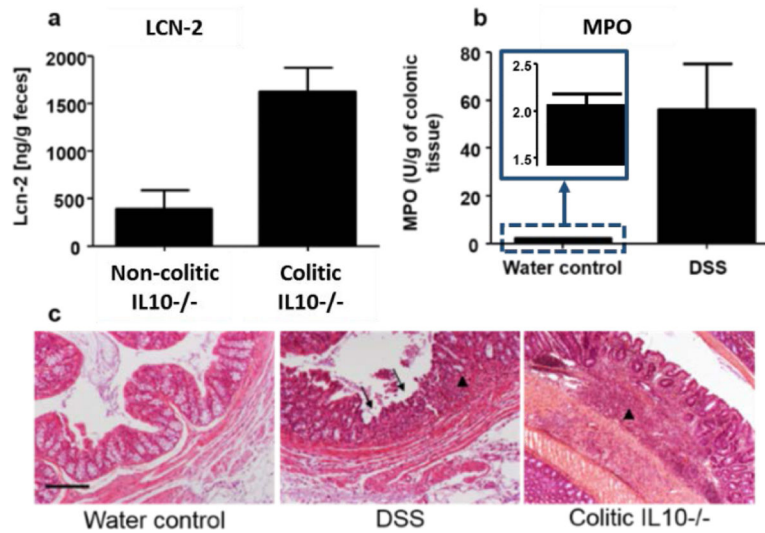 a
LCN-2
Lcn-2 [ng/g feces]
2000
1500
1000
500
0
Non-colitic
IL10-/-
Colitic
IL10-/-
b
MPO
MPO (U/g of colonic
tissue)
80
60
40
20
0
2.5
2.0
1.5
Water control
DSS
c
Water control
DSS
Colitic IL10-/-